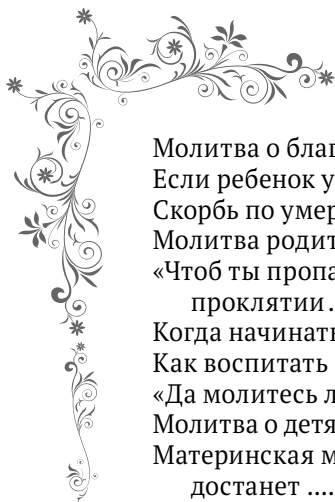 Молитва о
Если ребенок
Скорбь по
Молитва
«Чтоб ты
проклятии.
Когда
Как воспитать
«Да молитесь
Молитва о
Материнская
достанет ....